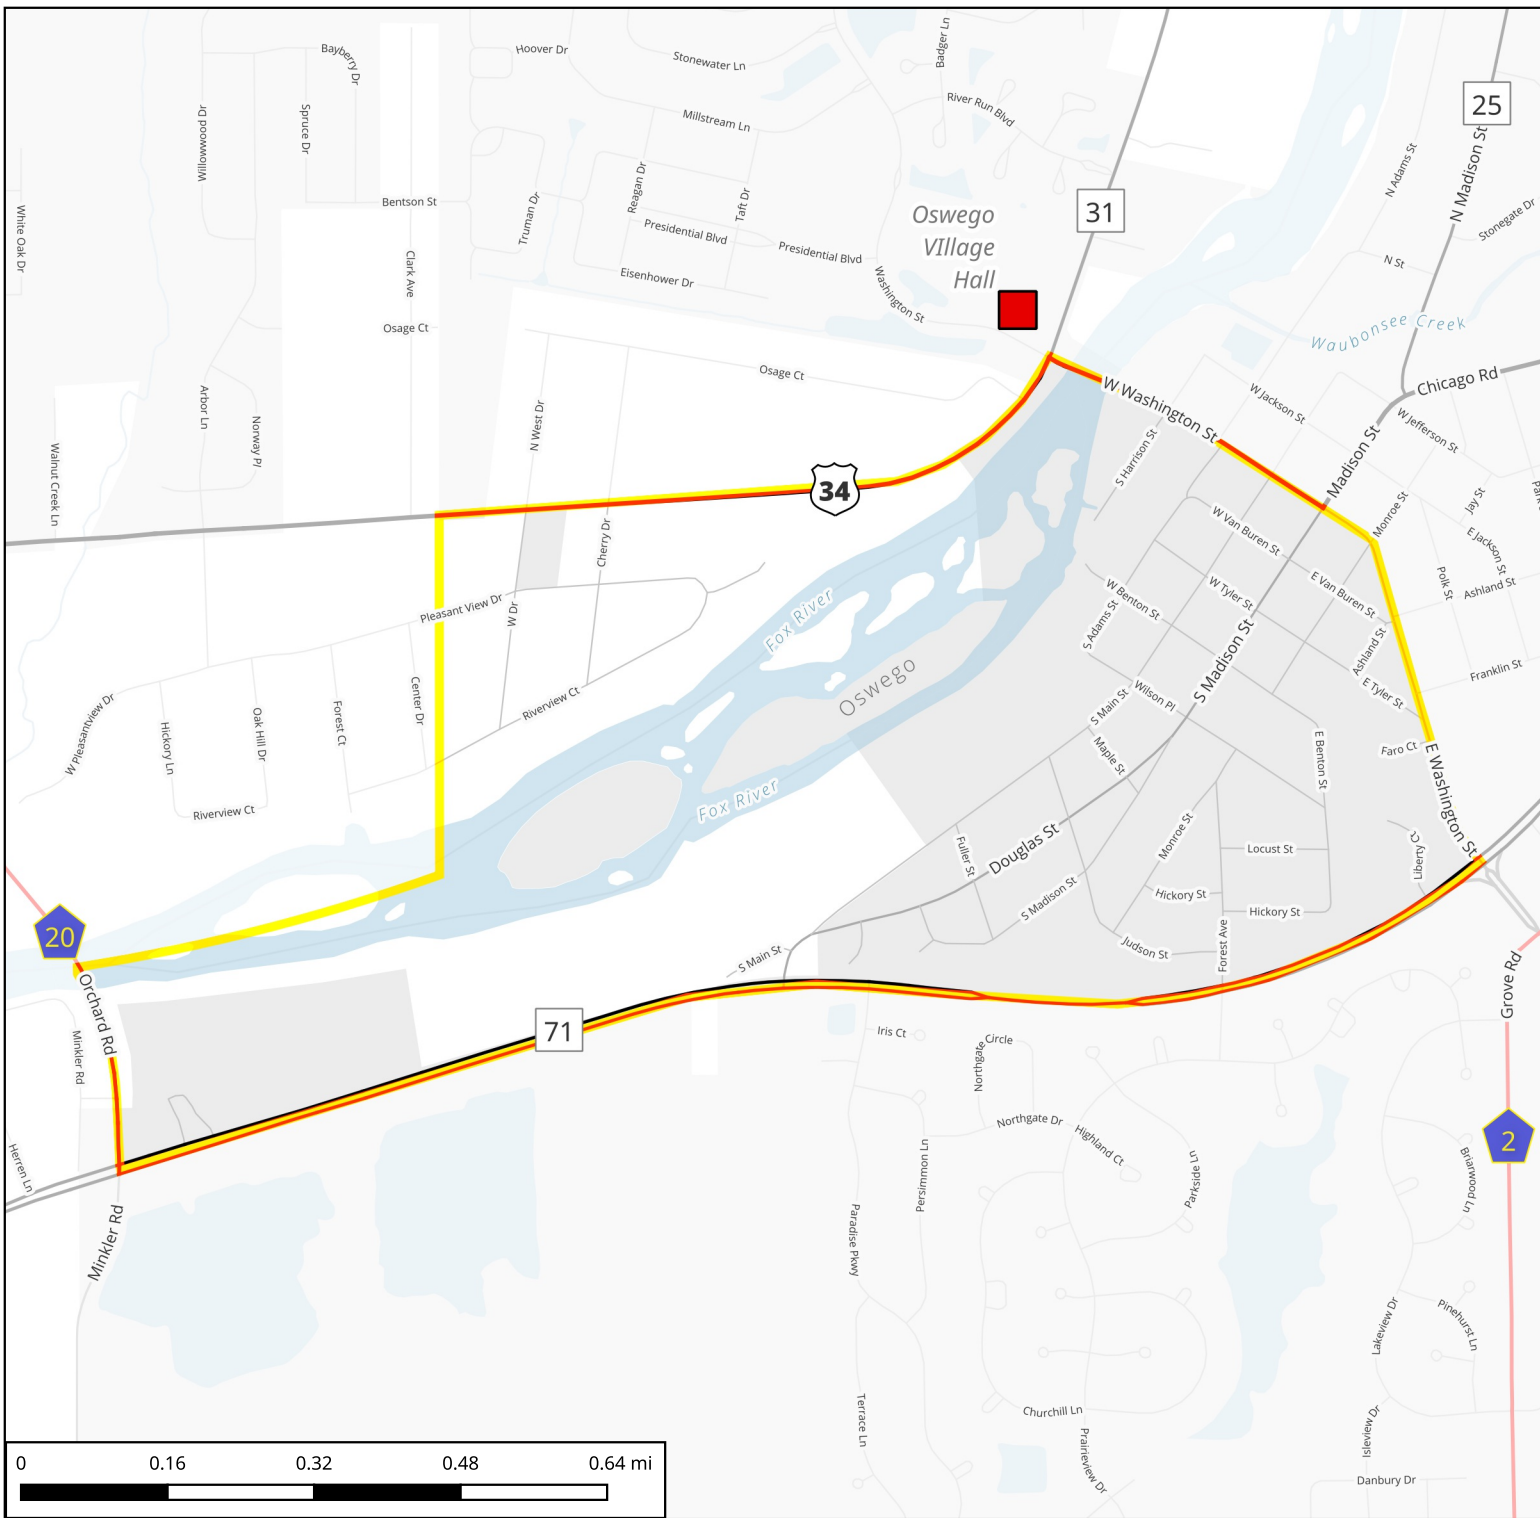 Bayberry Dr
Hoover Dr
Stonewater Ln
Badger Ln
25
Willowwood Dr
Spruce Dr
Millstream Ln
River Run Blvd
N Adams St
N Madison St
White Oak Dr
Bentson St
Truman Dr
Reagan Dr
Taft Dr
Presidential Blvd
Presidential Blvd
Oswego
VIllage
Hall
31
Stonegate Dr
N St
Clark Ave
Eisenhower Dr
Washington St
Osage Ct
Waubonsee Creek
Osage Ct
Arbor Ln
Norway Pl
N West Dr
W Washington St
W Jackson St
Chicago Rd
W Jefferson St
Madison St
Walnut Creek Ln
S Harrison St
34
Cherry Dr
Monroe St
Jay St
W Van Buren St
E Jackson St
Pleasant View Dr
W Dr
Fox River
W Benton St
W Tyler St
E Van Buren St
Polk St
Ashland St
S Adams St
Ashland St
S Madison St
Oswego
Franklin St
W Pleasantview Dr
Hickory Ln
Oak Hill Dr
Forest Ct
Center Dr
Riverview Ct
S Main St
Wilson Pl
E Tyler St
Maple St
E Benton St
Faro Ct
E Washington St
Riverview Ct
Fox River
Fuller St
Douglas St
Monroe St
Locust St
Liberty Ct
S Madison St
Hickory St
Hickory St
20
Orchard Rd
S Main St
Judson St
Forest Ave
Grove Rd
71
Minkler Rd
Iris Ct
Northgate
Circle
Northgate Dr
Highland Ct
2
Herren Ln
Persimmon Ln
Parkside Ln
Briarwood Ln
Minkler Rd
Paradise Pkwy
Lakeview Dr
Pinehurst Ln
Terrace Ln
Churchill Ln
Prairieview Dr
Isleview Dr
Danbury Dr
0 0.16 0.32 0.48 0.64 mi